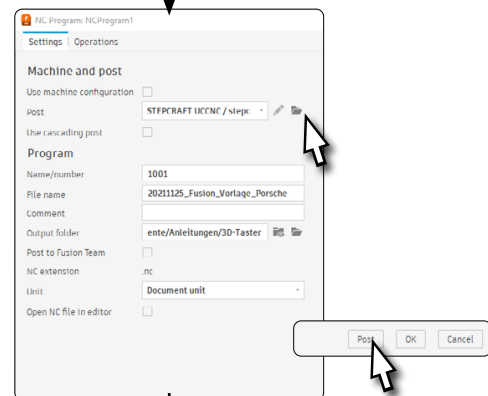 NC Program: NCProgram1
Settings Operations
Machine and post
Use machine configuration
Post STEPCRAFT UCCNC / stepc
Use cascading post
Program
Name/number 1001
File name 20211125_Fusion_Vorlage_Porsche
Comment
Output folder ente/Anleitungen/3D-Taster
Post to Fusion Team
NC extension .nc
Unit Document unit
Open NC file in editor
Post OK Cancel